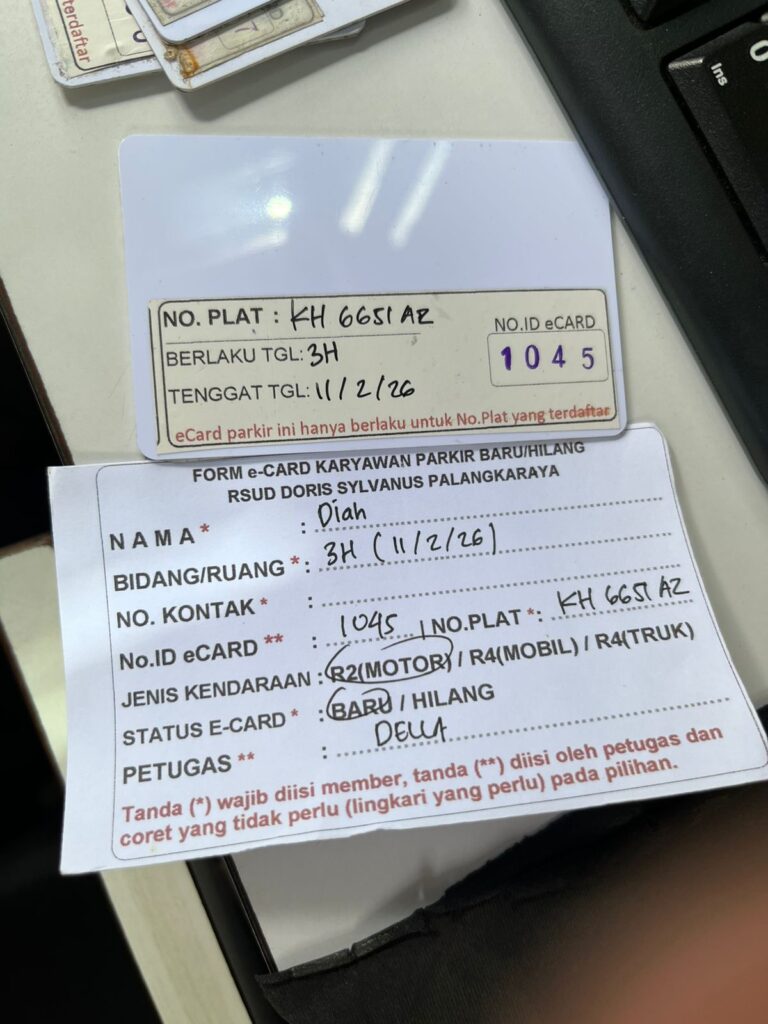 terdaftar
Ins
0
NO. PLAT : KH 6651 AZ
NO.ID eCARD
BERLAKU TGL: 3H
1045
TENGGAT TGL: 11/2/26
eCard parkir ini hanya berlaku untuk No.Plat yang terdaftar
FORM e-CARD KARYAWAN PARKIR BARU/HILANG
RSUD DORIS SYLVANUS PALANGKARAYA
NAMA * : Diah
BIDANG/RUANG * : 3H (11/2/26)
NO. KONTAK * :
No.ID eCARD ** : 1045 | NO.PLAT *: KH 6651 AZ
JENIS KENDARAAN : R2(MOTOR) / R4(MOBIL) / R4(TRUK)
STATUS E-CARD * : BARU / HILANG
PETUGAS ** : DELLA
Tanda (*) wajib diisi member, tanda (**) diisi oleh petugas dan
coret yang tidak perlu (lingkari yang perlu) pada pilihan.